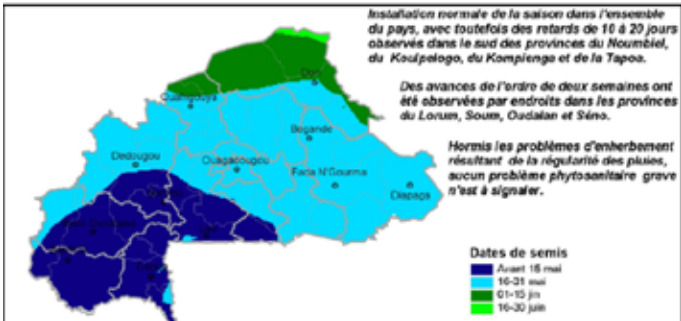 Installation normale de la saison dans l'ensemble
du pays, avec toutefois des retards de 10 à 20 jours
observés dans le sud des provinces du Noumbiel,
du Koulpelogo, du Kompienga et de la Tapoa.
Des avances de l'ordre de deux semaines ont
été observées par endroits dans les provinces
du Lorum, Soum, Oudalan et Séno.
Hormis les problèmes d'enherbement
résultant de la régularité des pluies,
aucun problème phytosanitaire grave
n'est à signaler.
Dori
Ouahigouya
Bogandé
Dedougou
Ouagadougou
Fada N'Gourma
Diapaga
Dates de semis
Avant 15 mai
16-31 mai
01-15 jin
16-30 juin